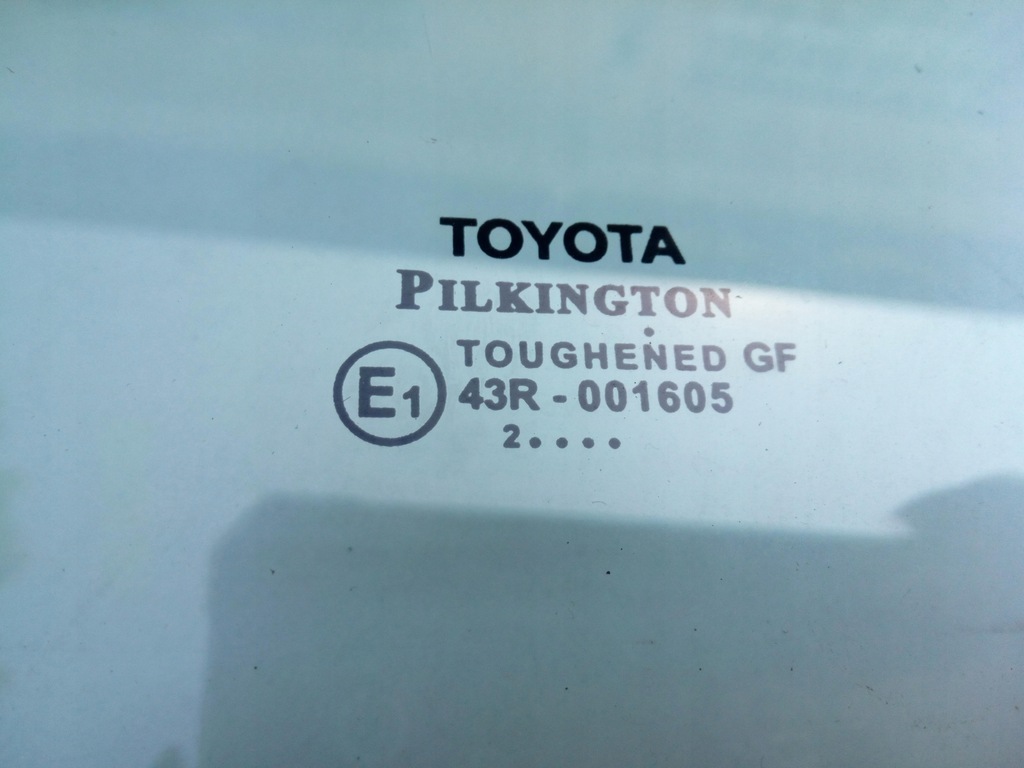 TOYOTA
PILKINGTON
TOUGHENED GF
E1 43R - 001605
2....